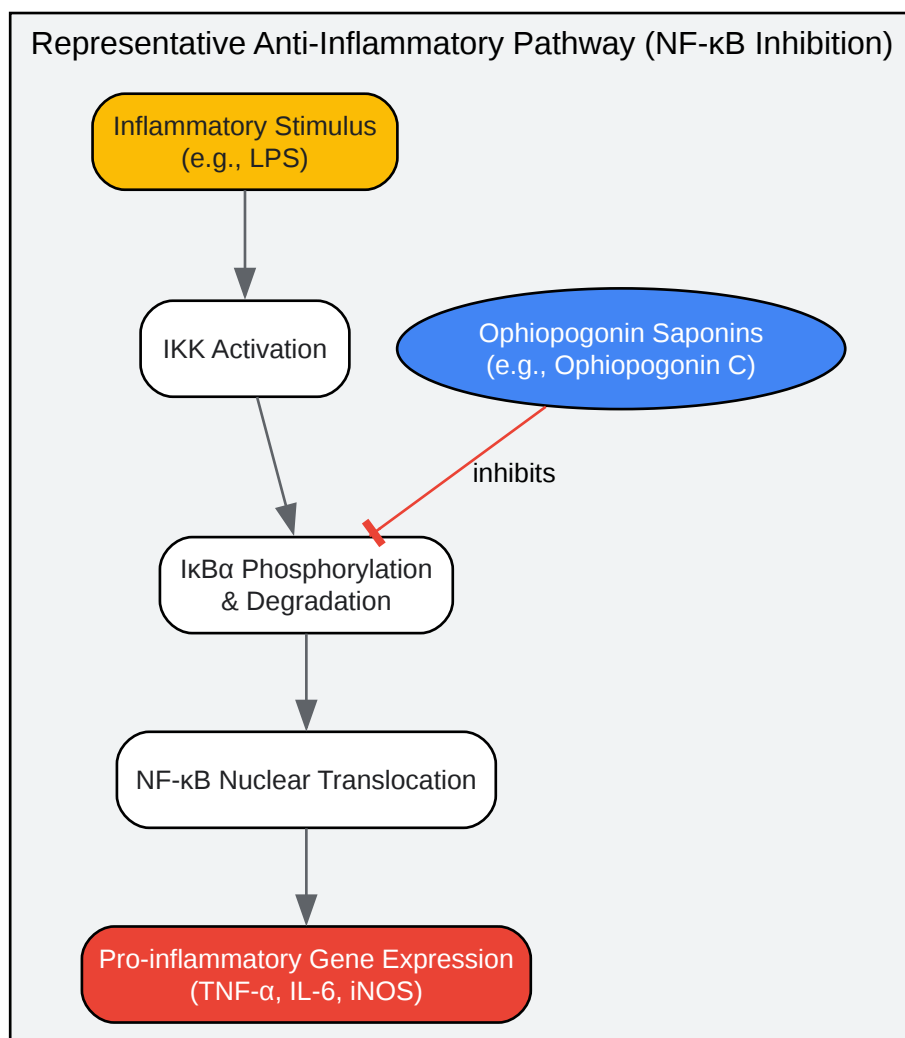 Representative Anti-Inflammatory Pathway (NF-κB Inhibition)
Inflammatory Stimulus
(e.g., LPS)
IKK Activation
Ophiopogonin Saponins
(e.g., Ophiopogonin C)
inhibits
IκBα Phosphorylation
& Degradation
NF-κB Nuclear Translocation
Pro-inflammatory Gene Expression
(TNF-α, IL-6, iNOS)